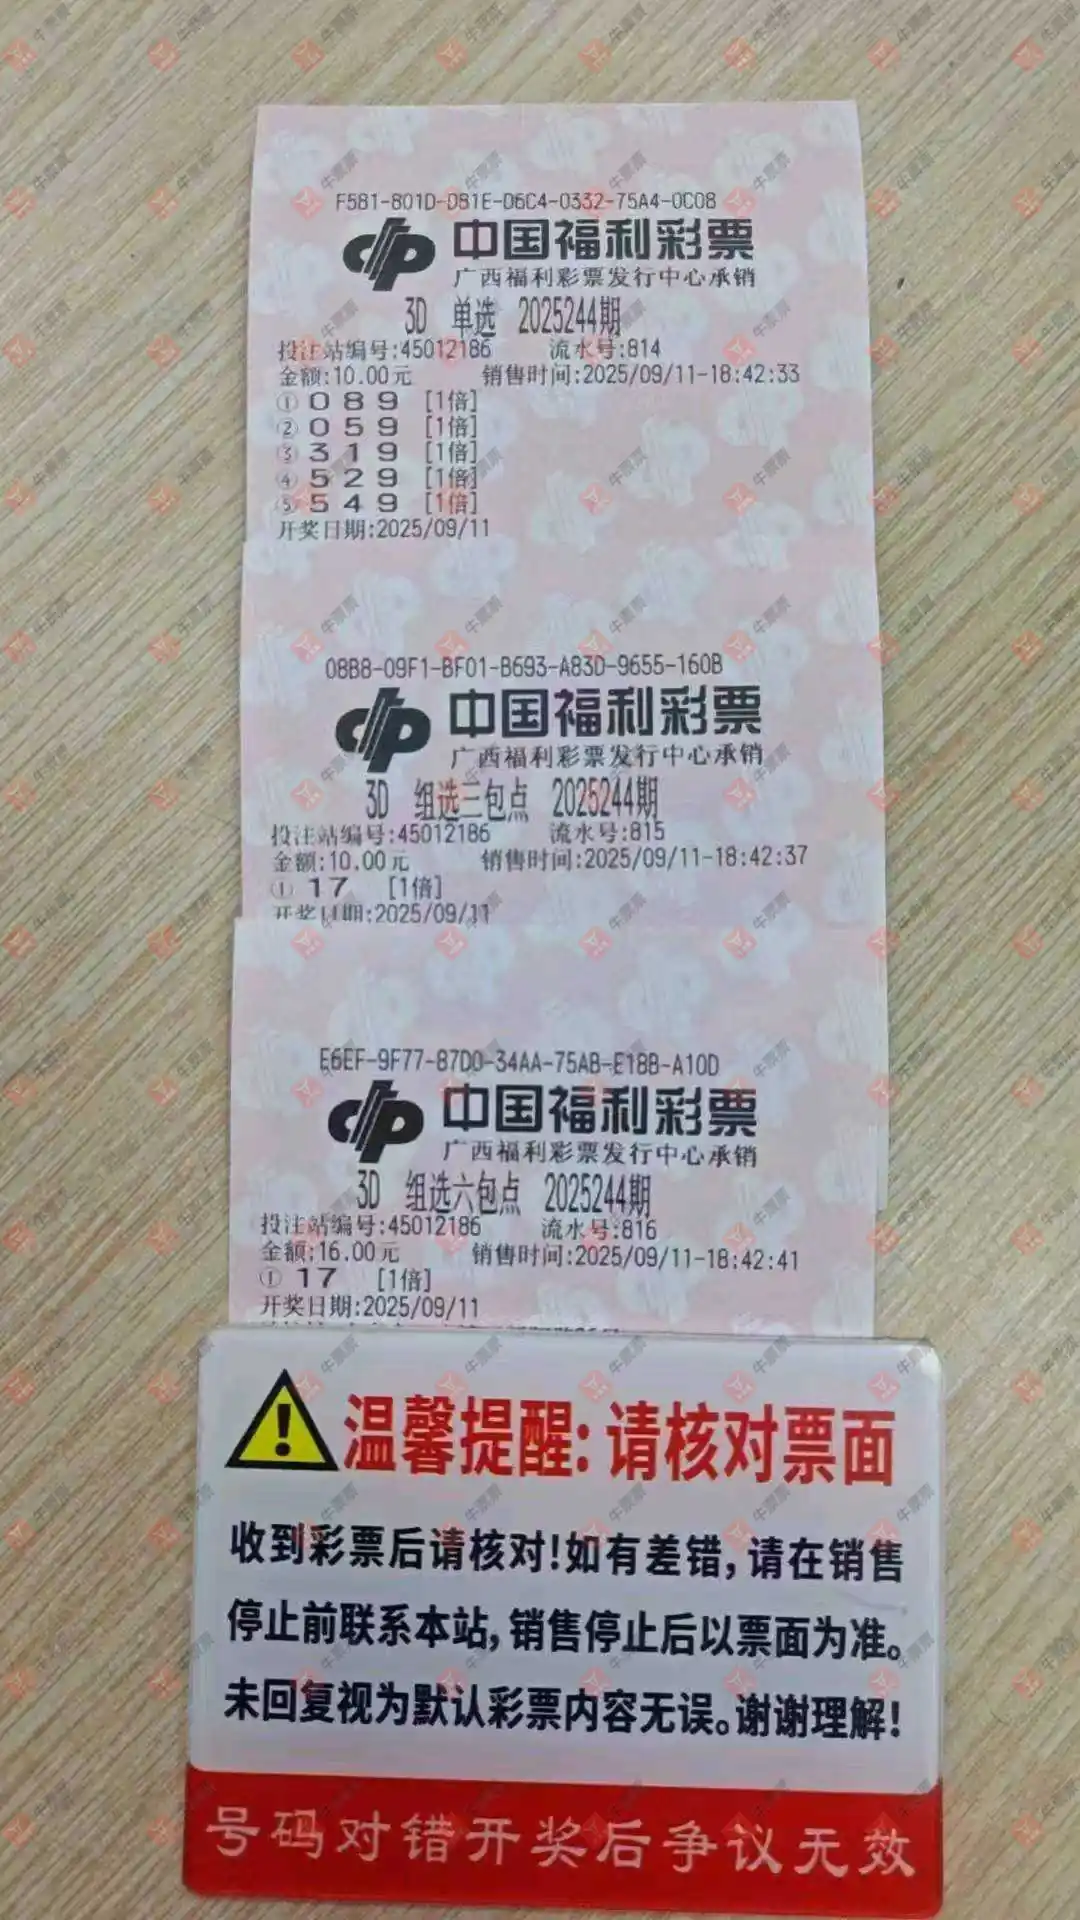 F581-801D-D81E-D6C4-0332-75A4-0C08
中国福利彩票
广西福利彩票发行中心承销
3D 单选 2025244期
投注站编号:45012186 流水号:814
金额:10.00元 销售时间:2025/09/11-18:42:33
① 0 8 9 [1倍]
② 0 5 9 [1倍]
③ 3 1 9 [1倍]
④ 5 2 9 [1倍]
⑤ 5 4 9 [1倍]
开奖日期:2025/09/11
08B8-09F1-BF01-B693-A83D-9655-160B
中国福利彩票
广西福利彩票发行中心承销
3D 组选三包点 2025244期
投注站编号:45012186 流水号:815
金额:10.00元 销售时间:2025/09/11-18:42:37
① 17 [1倍]
开奖日期:2025/09/11
E6EF-9F77-87D0-34AA-75AB-E18B-A10D
中国福利彩票
广西福利彩票发行中心承销
3D 组选六包点 2025244期
投注站编号:45012186 流水号:816
金额:16.00元 销售时间:2025/09/11-18:42:41
① 17 [1倍]
开奖日期:2025/09/11
温馨提醒:请核对票面
收到彩票后请核对!如有差错,请在销售
停止前联系本站,销售停止后以票面为准。
未回复视为默认彩票内容无误。谢谢理解!
号码对错开奖后争议无效
牛票票